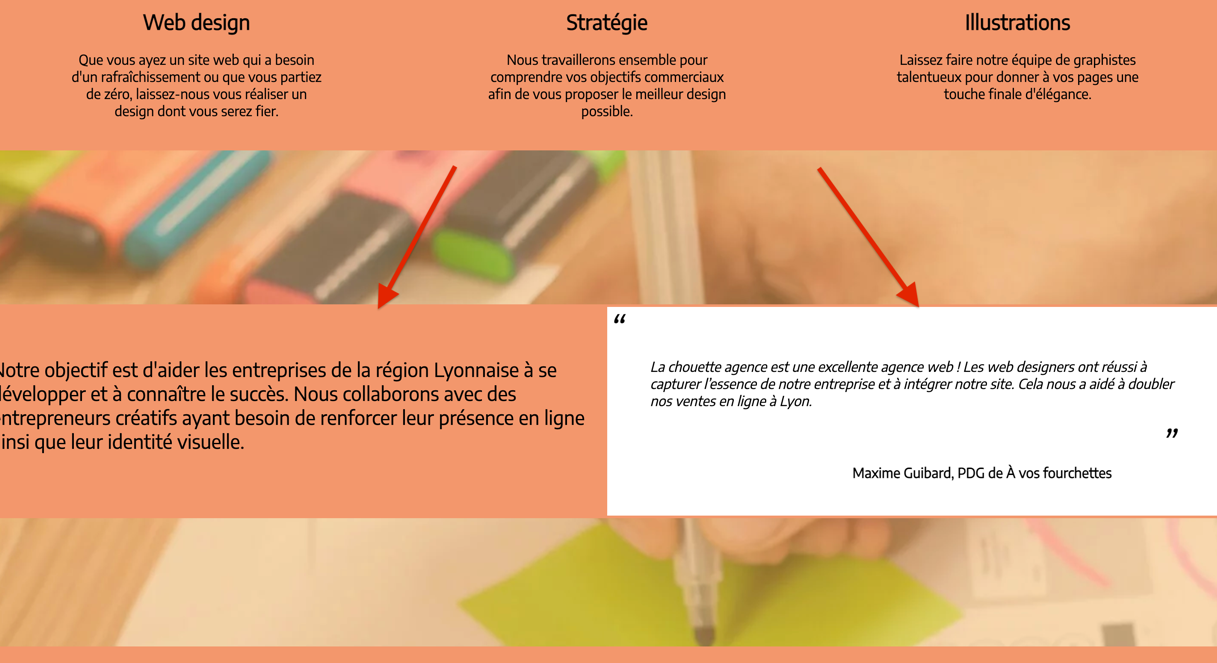 Web design
Que vous ayez un site web qui a besoin
d'un rafraîchissement ou que vous partiez
de zéro, laissez-nous vous réaliser un
design dont vous serez fier.
Stratégie
Nous travaillerons ensemble pour
comprendre vos objectifs commerciaux
afin de vous proposer le meilleur design
possible.
Illustrations
Laissez faire notre équipe de graphistes
talentueux pour donner à vos pages une
touche finale d'élégance.
Notre objectif est d'aider les entreprises de la région Lyonnaise à se
développer et à connaître le succès. Nous collaborons avec des
entrepreneurs créatifs ayant besoin de renforcer leur présence en ligne
ainsi que leur identité visuelle.
“
La chouette agence est une excellente agence web ! Les web designers ont réussi à
capturer l’essence de notre entreprise et à intégrer notre site. Cela nous a aidé à doubler
nos ventes en ligne à Lyon.
”
Maxime Guibard, PDG de À vos fourchettes